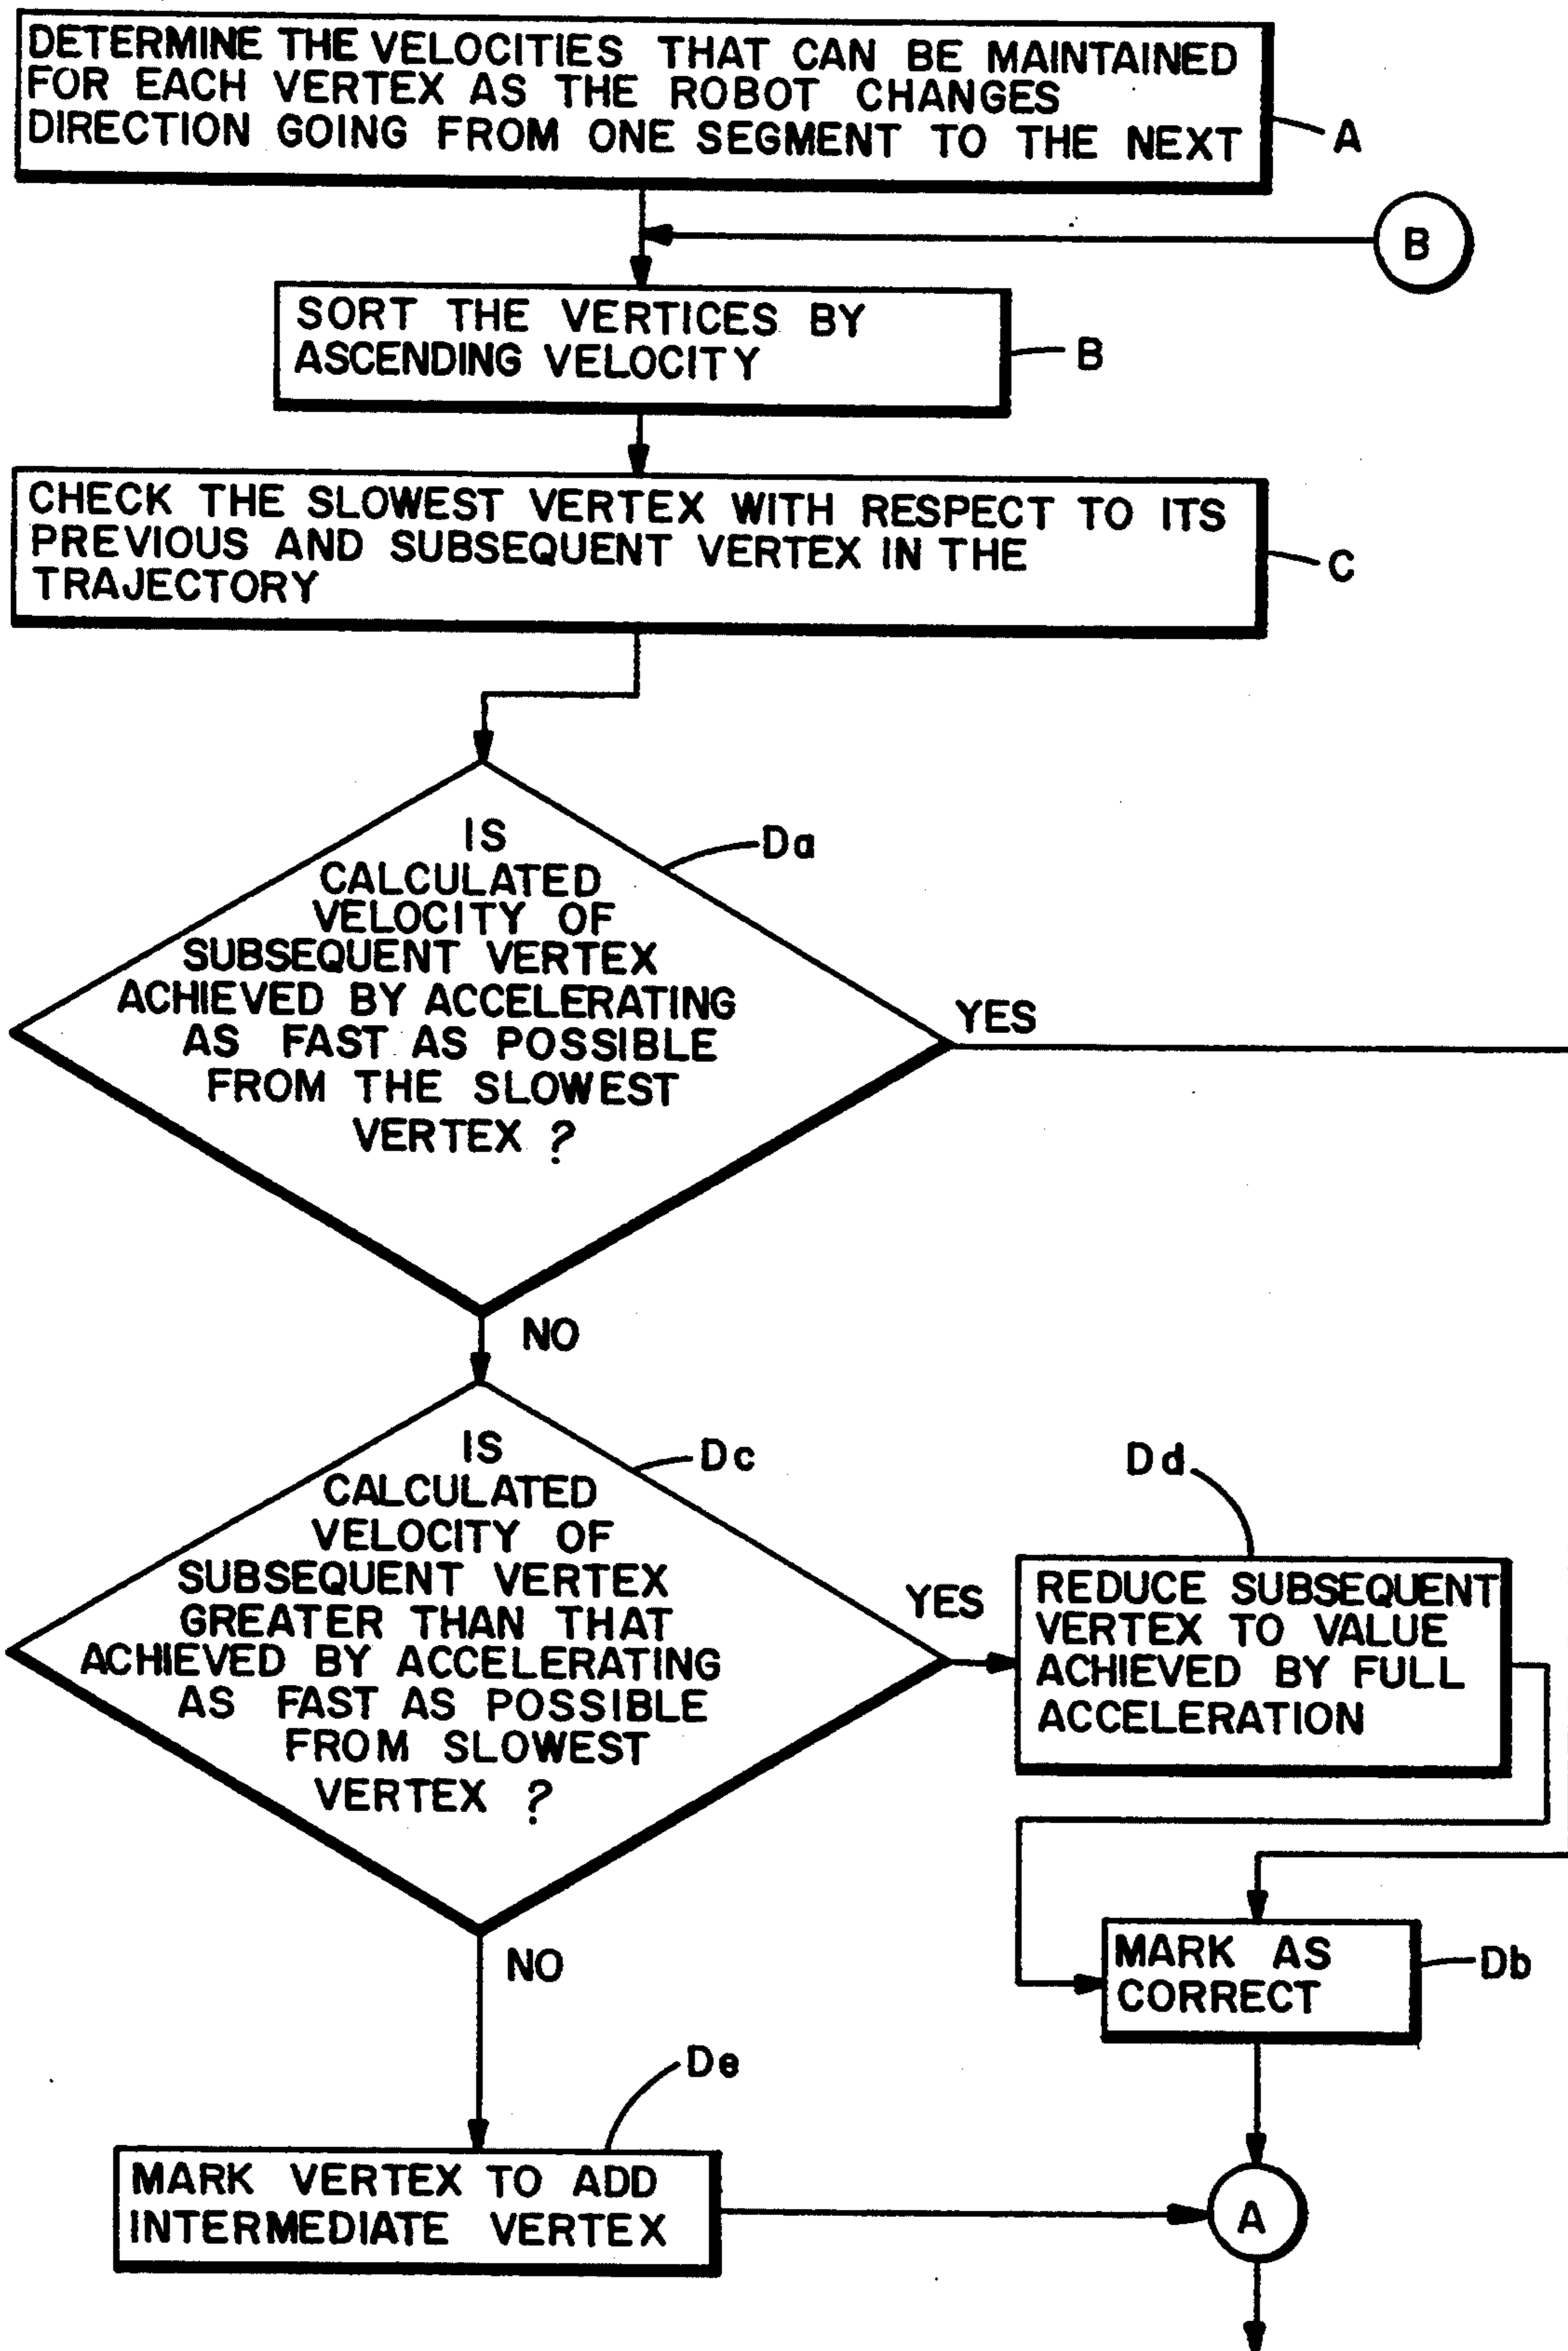 DETERMINE THE VELOCITIES THAT CAN BE MAINTAINED
FOR EACH VERTEX AS THE ROBOT CHANGES
DIRECTION GOING FROM ONE SEGMENT TO THE NEXT
A
B
SORT THE VERTICES BY
ASCENDING VELOCITY
B
CHECK THE SLOWEST VERTEX WITH RESPECT TO ITS
PREVIOUS AND SUBSEQUENT VERTEX IN THE
TRAJECTORY
C
IS
CALCULATED
VELOCITY OF
SUBSEQUENT VERTEX
ACHIEVED BY ACCELERATING
AS FAST AS POSSIBLE
FROM THE SLOWEST
VERTEX ?
Da
YES
NO
IS
CALCULATED
VELOCITY OF
SUBSEQUENT VERTEX
GREATER THAN THAT
ACHIEVED BY ACCELERATING
AS FAST AS POSSIBLE
FROM SLOWEST
VERTEX ?
Dc
YES
Dd
REDUCE SUBSEQUENT
VERTEX TO VALUE
ACHIEVED BY FULL
ACCELERATION
NO
MARK AS
CORRECT
Db
De
MARK VERTEX TO ADD
INTERMEDIATE VERTEX
A